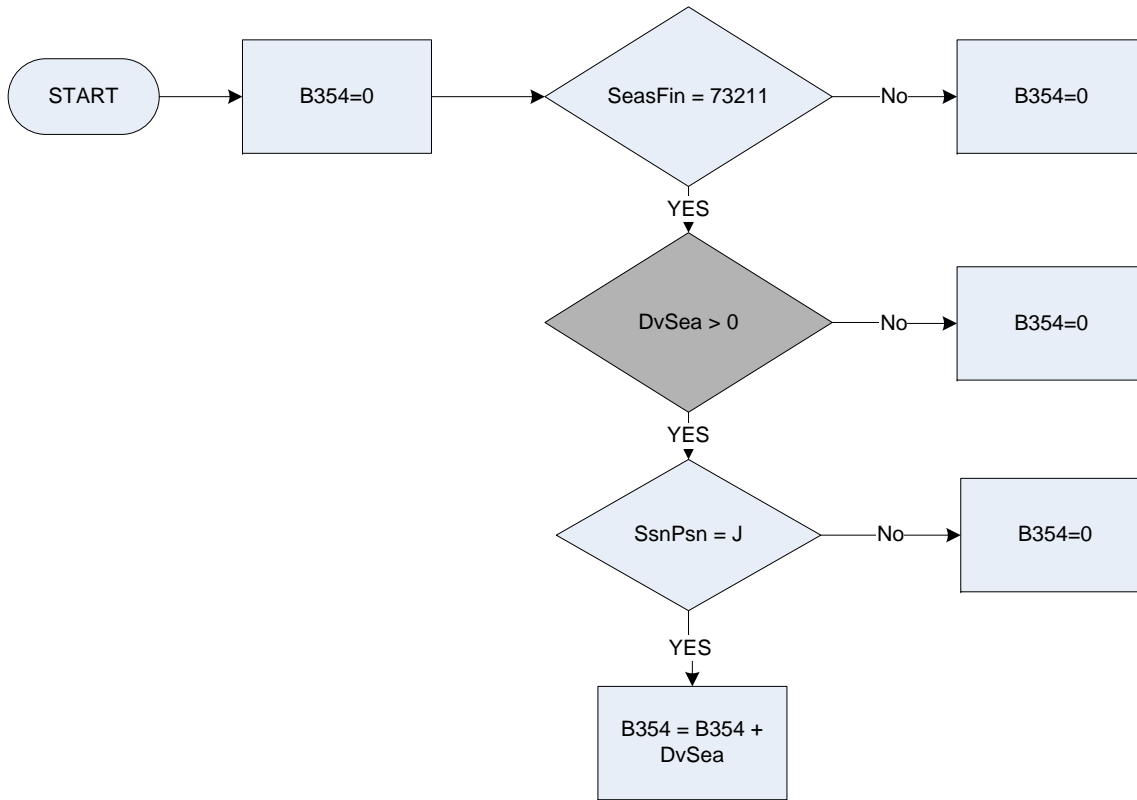 START
B354=0
SeasFin = 73211
No
B354=0
YES
DvSea > 0
No
B354=0
YES
SsnPsn = J
No
B354=0
YES
B354 = B354 +
DvSea